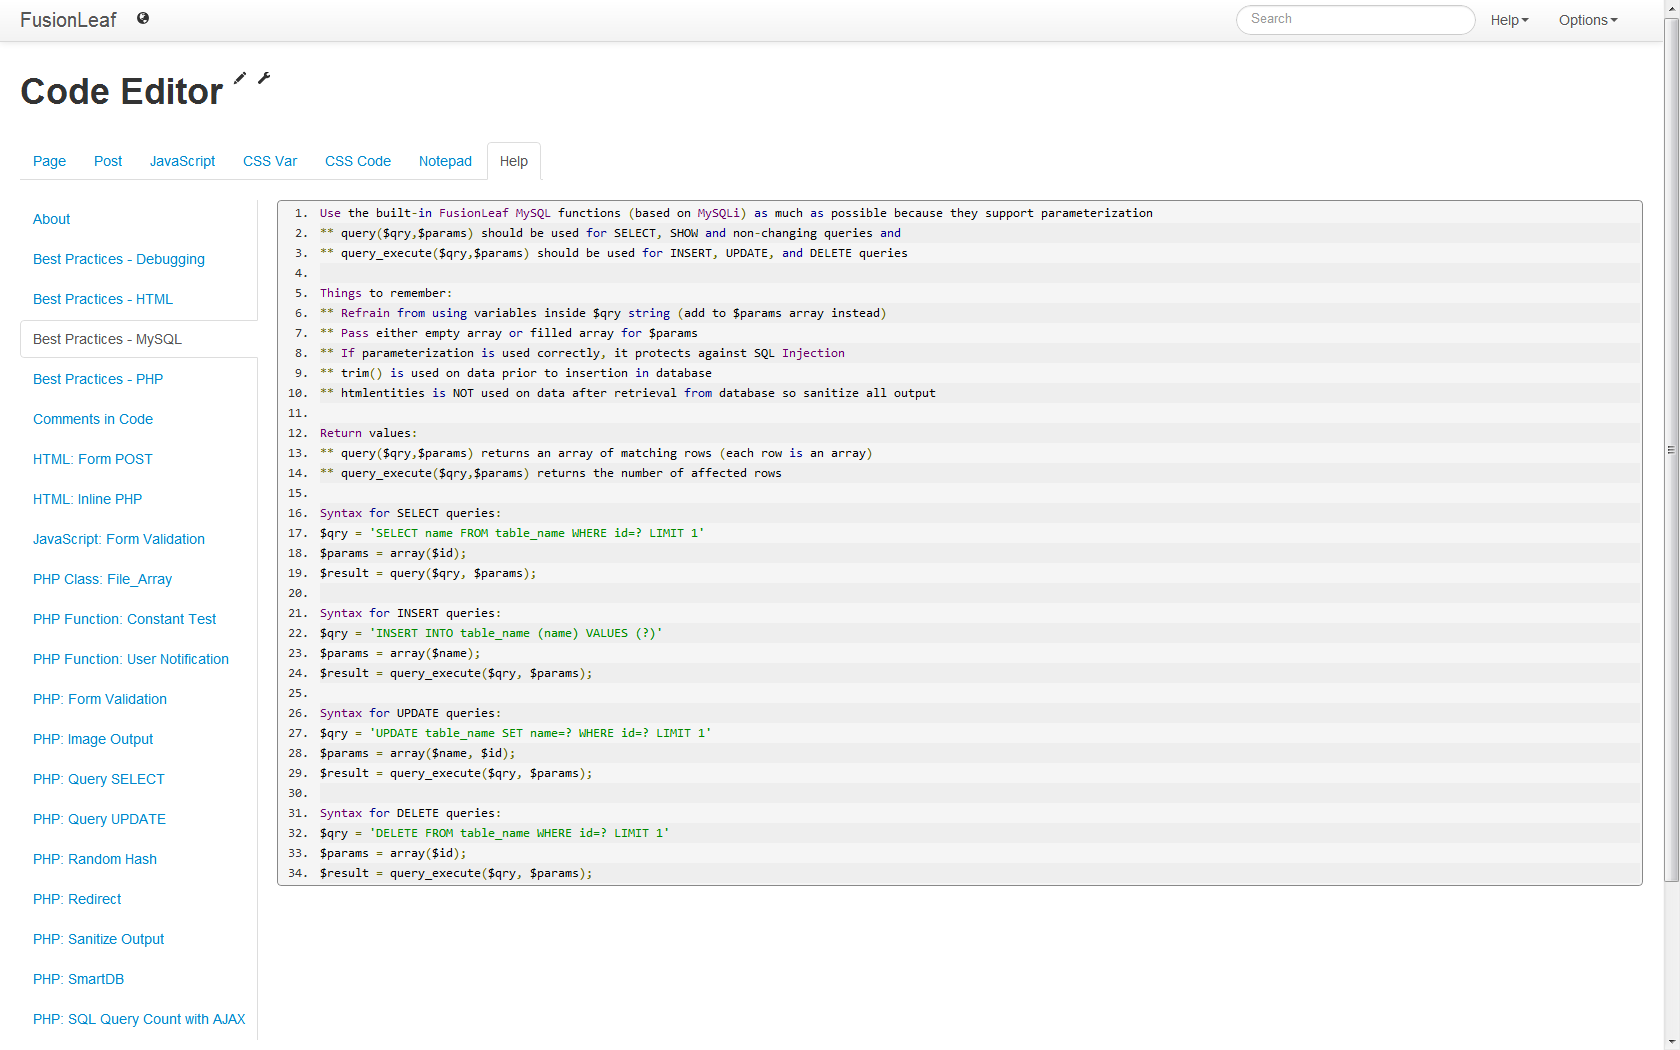 FusionLeaf
Search
Help
Options
Code Editor
Page
Post
JavaScript
CSS Var
CSS Code
Notepad
Help
About
Best Practices - Debugging
Best Practices - HTML
Best Practices - MySQL
Best Practices - PHP
Comments in Code
HTML: Form POST
HTML: Inline PHP
JavaScript: Form Validation
PHP Class: File_Array
PHP Function: Constant Test
PHP Function: User Notification
PHP: Form Validation
PHP: Image Output
PHP: Query SELECT
PHP: Query UPDATE
PHP: Random Hash
PHP: Redirect
PHP: Sanitize Output
PHP: SmartDB
PHP: SQL Query Count with AJAX
1. Use the built-in FusionLeaf MySQL functions (based on MySQLi) as much as possible because they support parameterization
2. ** query($qry,$params) should be used for SELECT, SHOW and non-changing queries and
3. ** query_execute($qry,$params) should be used for INSERT, UPDATE, and DELETE queries
4.
5. Things to remember:
6. ** Refrain from using variables inside $qry string (add to $params array instead)
7. ** Pass either empty array or filled array for $params
8. ** If parameterization is used correctly, it protects against SQL Injection
9. ** trim() is used on data prior to insertion in database
10. ** htmlentities is NOT used on data after retrieval from database so sanitize all output
11.
12. Return values:
13. ** query($qry,$params) returns an array of matching rows (each row is an array)
14. ** query_execute($qry,$params) returns the number of affected rows
15.
16. Syntax for SELECT queries:
17. $qry = 'SELECT name FROM table_name WHERE id=? LIMIT 1'
18. $params = array($id);
19. $result = query($qry, $params);
20.
21. Syntax for INSERT queries:
22. $qry = 'INSERT INTO table_name (name) VALUES (?)'
23. $params = array($name);
24. $result = query_execute($qry, $params);
25.
26. Syntax for UPDATE queries:
27. $qry = 'UPDATE table_name SET name=? WHERE id=? LIMIT 1'
28. $params = array($name, $id);
29. $result = query_execute($qry, $params);
30.
31. Syntax for DELETE queries:
32. $qry = 'DELETE FROM table_name WHERE id=? LIMIT 1'
33. $params = array($id);
34. $result = query_execute($qry, $params);